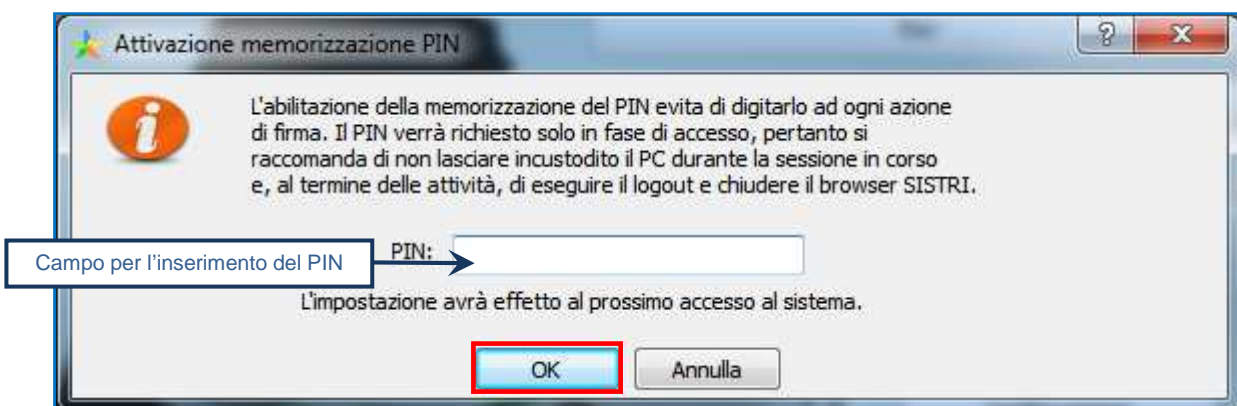 Attivazione memorizzazione PIN
L'abilitazione della memorizzazione del PIN evita di digitarlo ad ogni azione
di firma. Il PIN verrà richiesto solo in fase di accesso, pertanto si
raccomanda di non lasciare incustodito il PC durante la sessione in corso
e, al termine delle attività, di eseguire il logout e chiudere il browser SISTRI.
Campo per l’inserimento del PIN
PIN:
L'impostazione avrà effetto al prossimo accesso al sistema.
OK Annulla